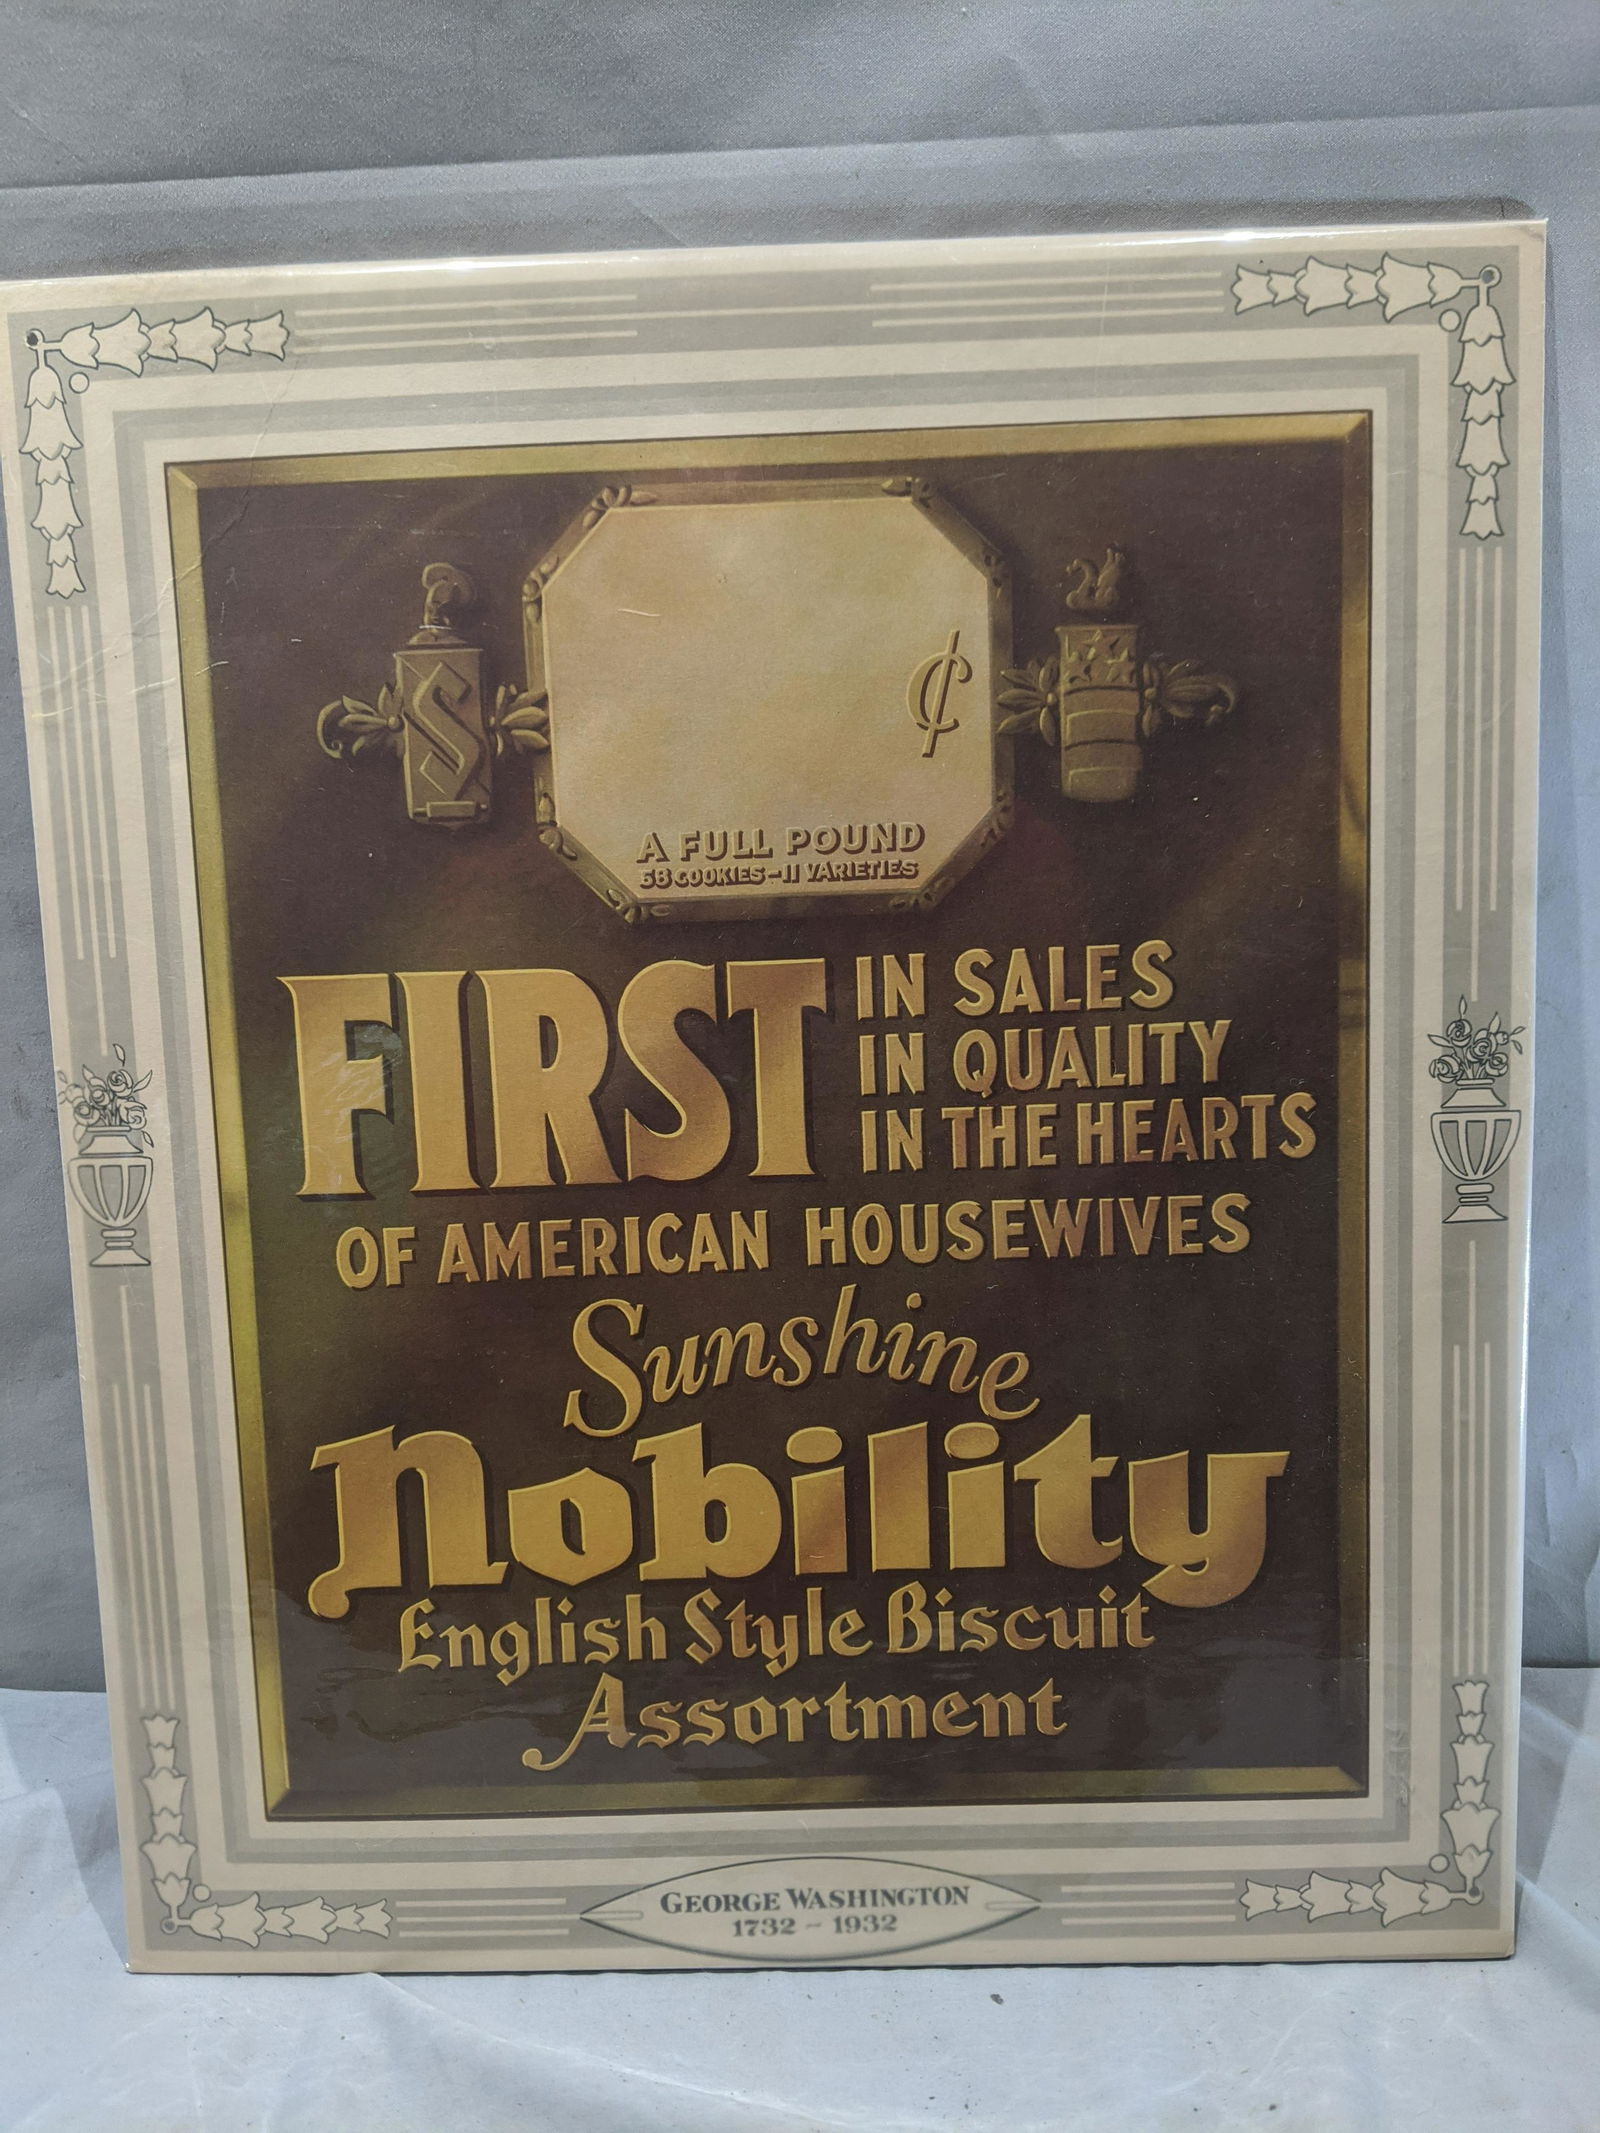 S
¢
A FULL POUND
58 COOKIES-11 VARIETIES
FIRST IN SALES
IN QUALITY
IN THE HEARTS
OF AMERICAN HOUSEWIVES
Sunshine
Nobility
English Style Biscuit
Assortment
GEORGE WASHINGTON
1732 - 1932